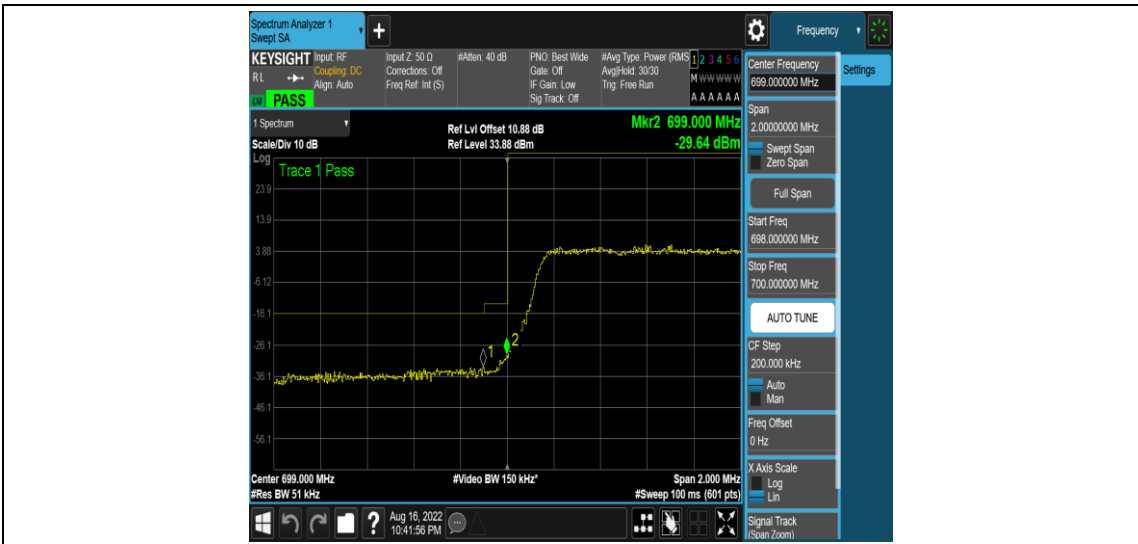 Spectrum Analyzer 1
Swept SA
Frequency
KEYSIGHT
RL
LXI PASS
Input: RF
Coupling: DC
Align: Auto
Input Z: 50 Ω
Corrections: Off
Freq Ref: Int (S)
#Atten: 40 dB
PNO: Best Wide
Gate: Off
IF Gain: Low
Sig Track: Off
#Avg Type: Power (RMS
Avg|Hold: 30/30
Trig: Free Run
1 2 3 4 5 6
M W W W W W
A A A A A A
1 Spectrum
Scale/Div 10 dB
Ref Lvl Offset 10.88 dB
Ref Level 33.88 dBm
Mkr2 699.000 MHz
-29.64 dBm
Log
Trace 1 Pass
23.9
13.9
3.88
-6.12
-16.1
-26.1
-36.1
-46.1
-56.1
1
2
Center 699.000 MHz
#Res BW 51 kHz
#Video BW 150 kHz*
Span 2.000 MHz
#Sweep 100 ms (601 pts)
Center Frequency
699.000000 MHz
Settings
Span
2.00000000 MHz
Swept Span
Zero Span
Full Span
Start Freq
698.000000 MHz
Stop Freq
700.000000 MHz
AUTO TUNE
CF Step
200.000 kHz
Auto
Man
Freq Offset
0 Hz
X Axis Scale
Log
Lin
Signal Track
(Span Zoom)
?
Aug 16, 2022
10:41:56 PM